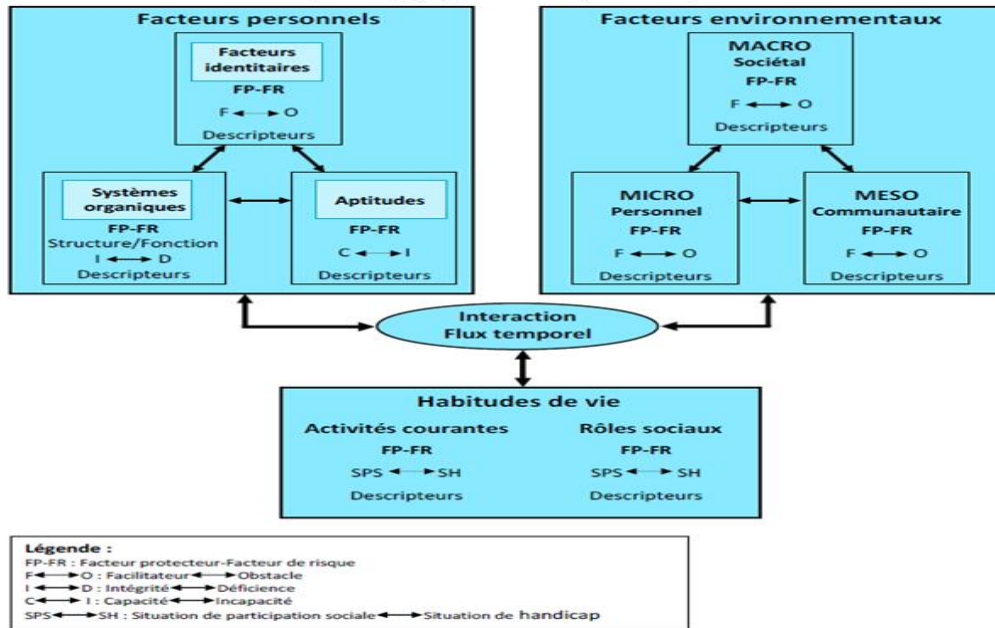 Facteurs personnels
Facteurs
identitaires
FP-FR
F ↔ O
Descripteurs
Systèmes
organiques
FP-FR
Structure/Fonction
I ↔ D
Descripteurs
Aptitudes
FP-FR
C ↔ I
Descripteurs
Facteurs environnementaux
MACRO
Sociétal
FP-FR
F ↔ O
Descripteurs
MICRO
Personnel
FP-FR
F ↔ O
Descripteurs
MESO
Communautaire
FP-FR
F ↔ O
Descripteurs
Interaction
Flux temporel
Habitudes de vie
Activités courantes
FP-FR
SPS ↔ SH
Descripteurs
Rôles sociaux
FP-FR
SPS ↔ SH
Descripteurs
Légende :
FP-FR : Facteur protecteur-Facteur de risque
F ↔ O : Facilitateur ↔ Obstacle
I ↔ D : Intégrité ↔ Déficience
C ↔ I : Capacité ↔ Incapacité
SPS ↔ SH : Situation de participation sociale ↔ Situation de handicap